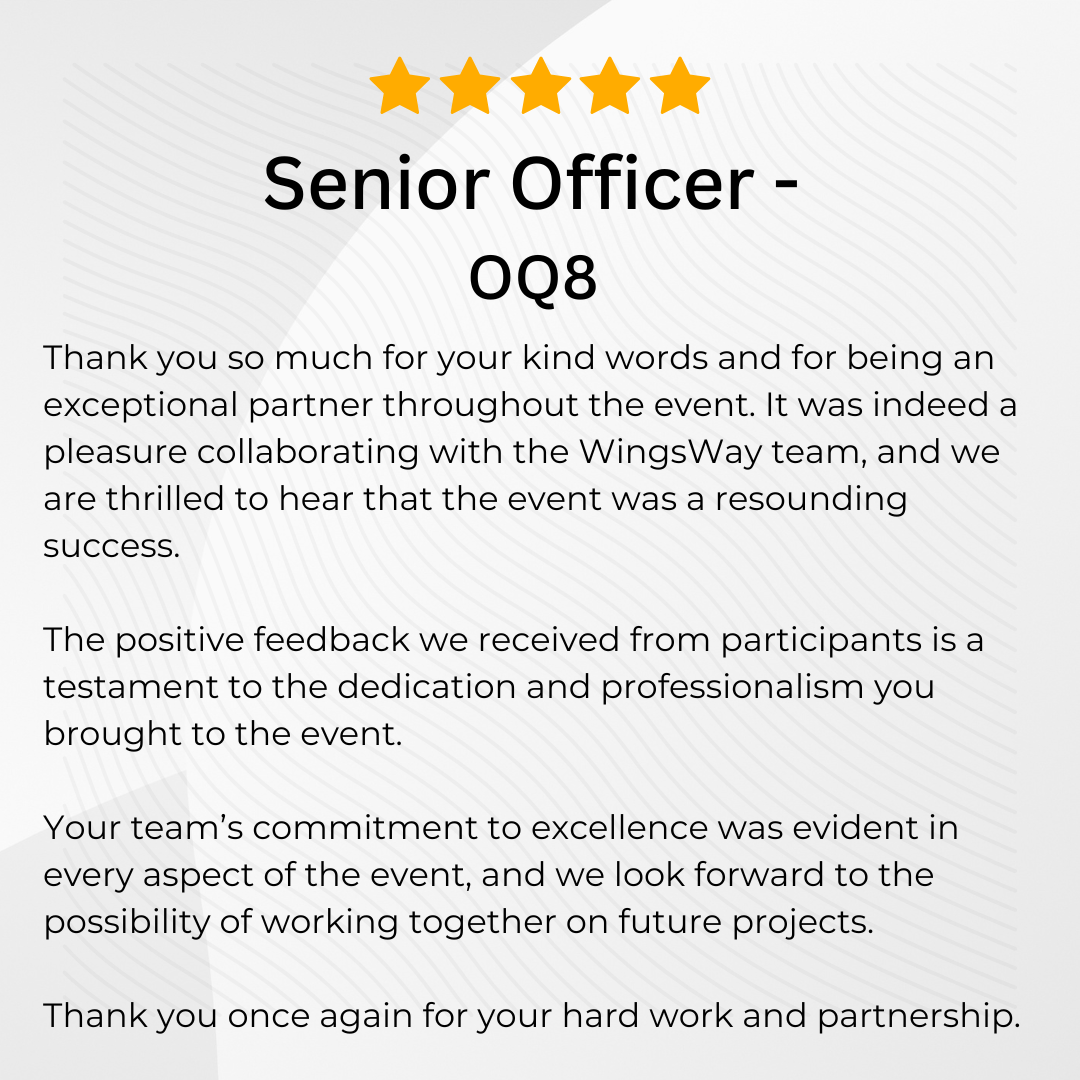 Senior Officer -
OQ8
Thank you so much for your kind words and for being an
exceptional partner throughout the event. It was indeed a
pleasure collaborating with the WingsWay team, and we
are thrilled to hear that the event was a resounding
success.
The positive feedback we received from participants is a
testament to the dedication and professionalism you
brought to the event.
Your team’s commitment to excellence was evident in
every aspect of the event, and we look forward to the
possibility of working together on future projects.
Thank you once again for your hard work and partnership.